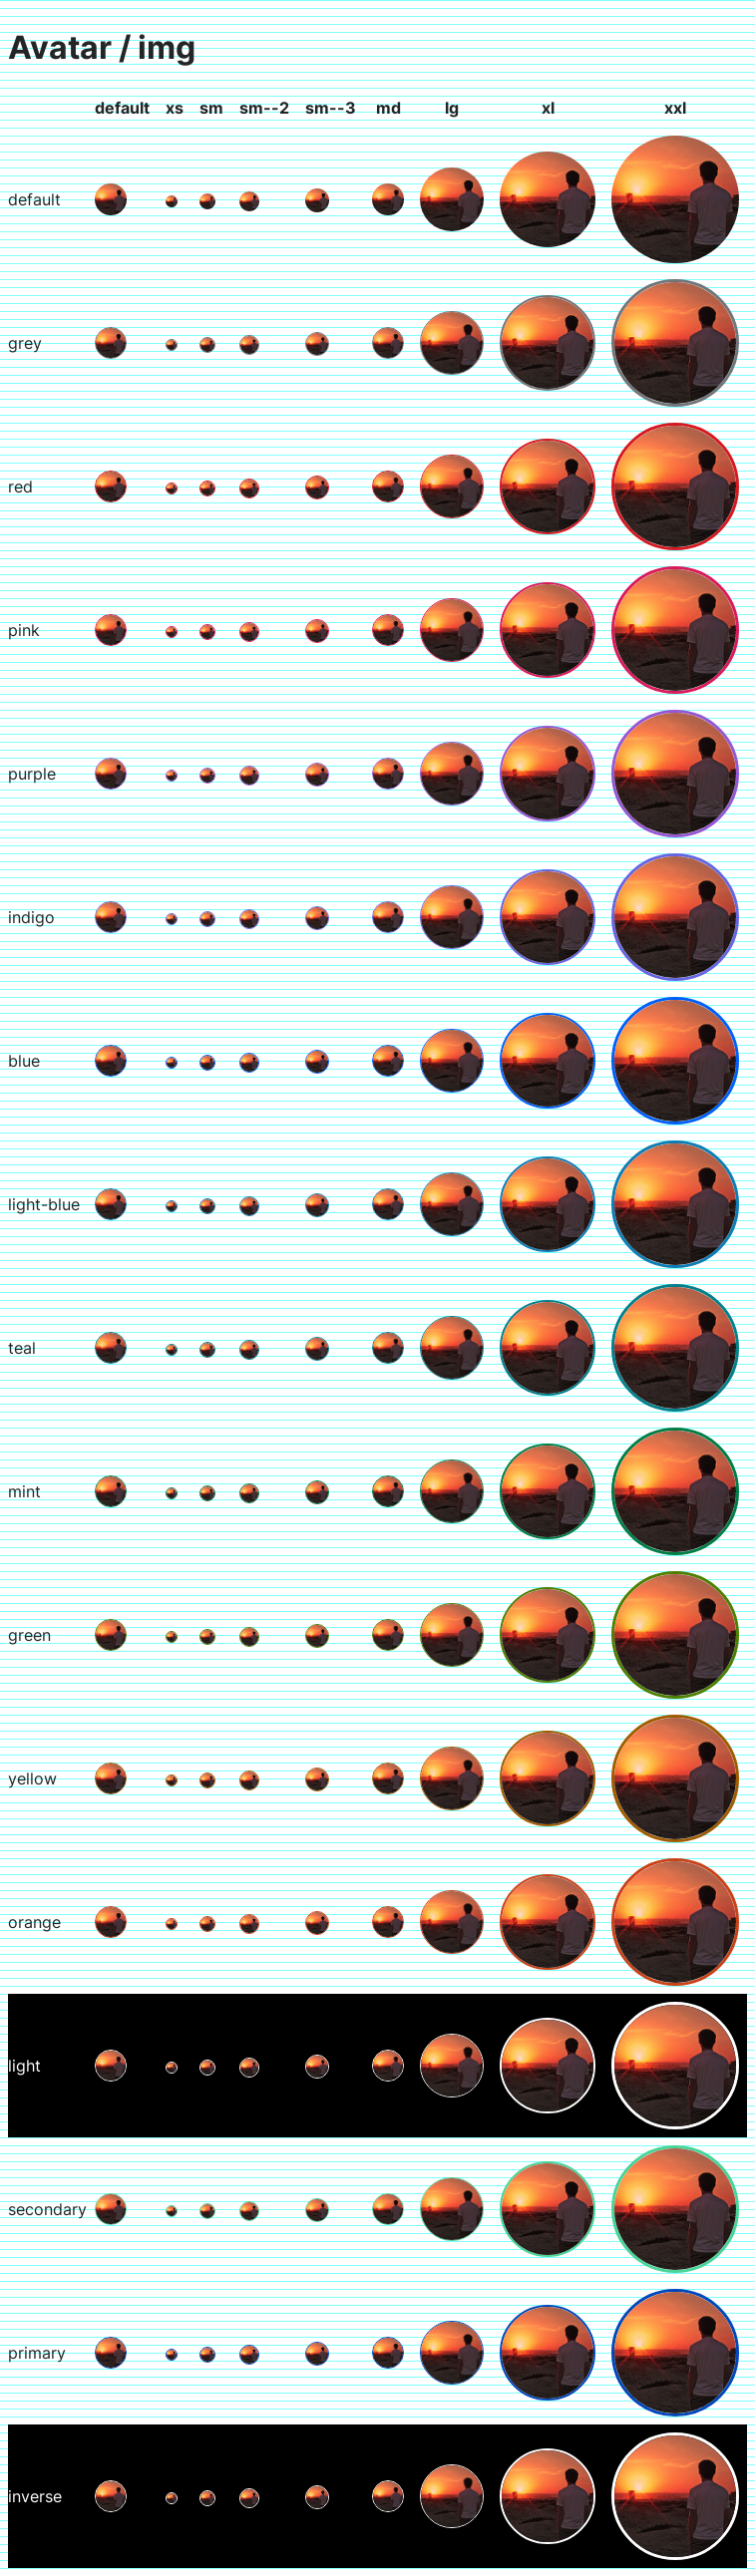 Avatar / img
default xs sm sm--2 sm--3 md lg xl xxl
default
grey
red
pink
purple
indigo
blue
light-blue
teal
mint
green
yellow
orange
light
secondary
primary
inverse